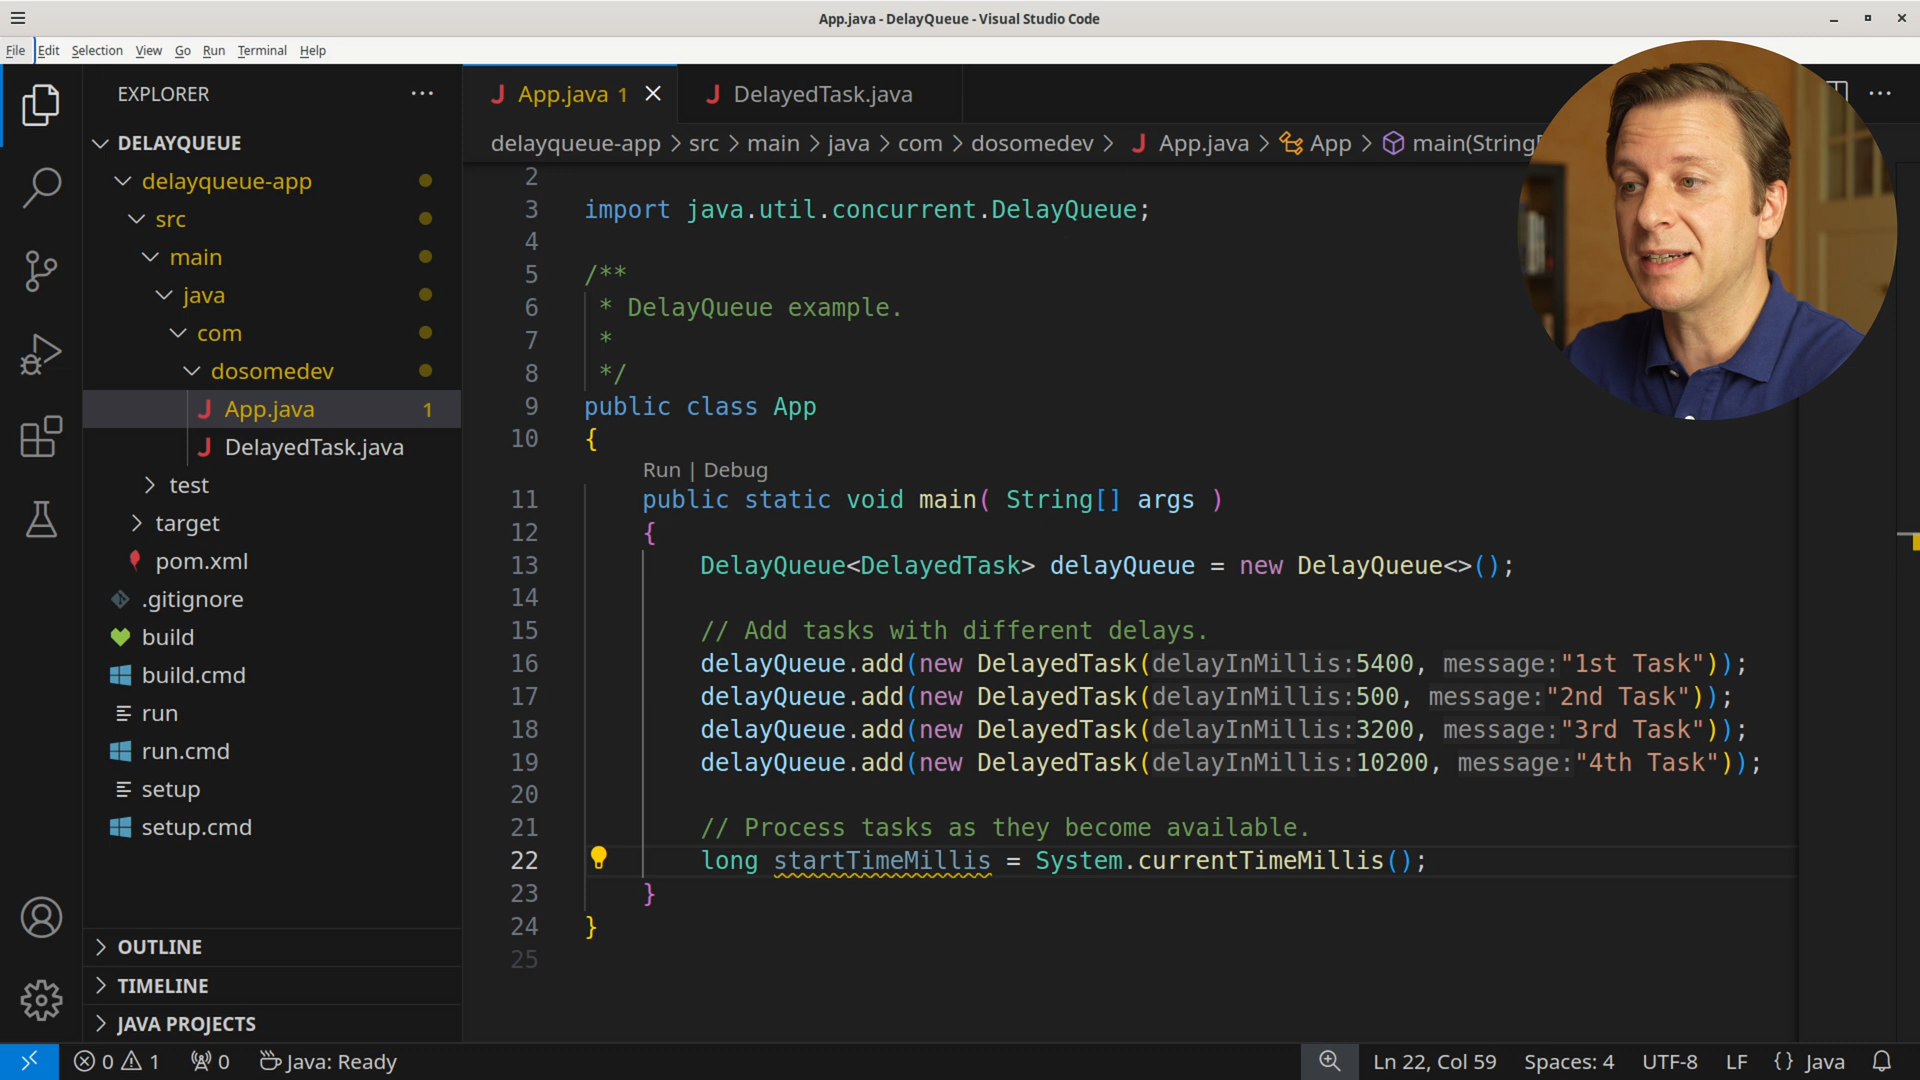 App.java - DelayQueue - Visual Studio Code
File Edit Selection View Go Run Terminal Help
EXPLORER
DELAYQUEUE
delayqueue-app
src
main
java
com
dosomedev
App.java 1
DelayedTask.java
test
target
pom.xml
.gitignore
build
build.cmd
run
run.cmd
setup
setup.cmd
OUTLINE
TIMELINE
JAVA PROJECTS
App.java 1 DelayedTask.java
delayqueue-app > src > main > java > com > dosomedev > App.java > App > main(String
2
3 import java.util.concurrent.DelayQueue;
4
5 /**
6 * DelayQueue example.
7 *
8 */
9 public class App
10 {
Run | Debug
11 public static void main( String[] args )
12 {
13 DelayQueue<DelayedTask> delayQueue = new DelayQueue<>();
14
15 // Add tasks with different delays.
16 delayQueue.add(new DelayedTask(delayInMillis:5400, message:"1st Task"));
17 delayQueue.add(new DelayedTask(delayInMillis:500, message:"2nd Task"));
18 delayQueue.add(new DelayedTask(delayInMillis:3200, message:"3rd Task"));
19 delayQueue.add(new DelayedTask(delayInMillis:10200, message:"4th Task"));
20
21 // Process tasks as they become available.
22 long startTimeMillis = System.currentTimeMillis();
23 }
24 }
25
0 1 0 Java: Ready Ln 22, Col 59 Spaces: 4 UTF-8 LF {} Java